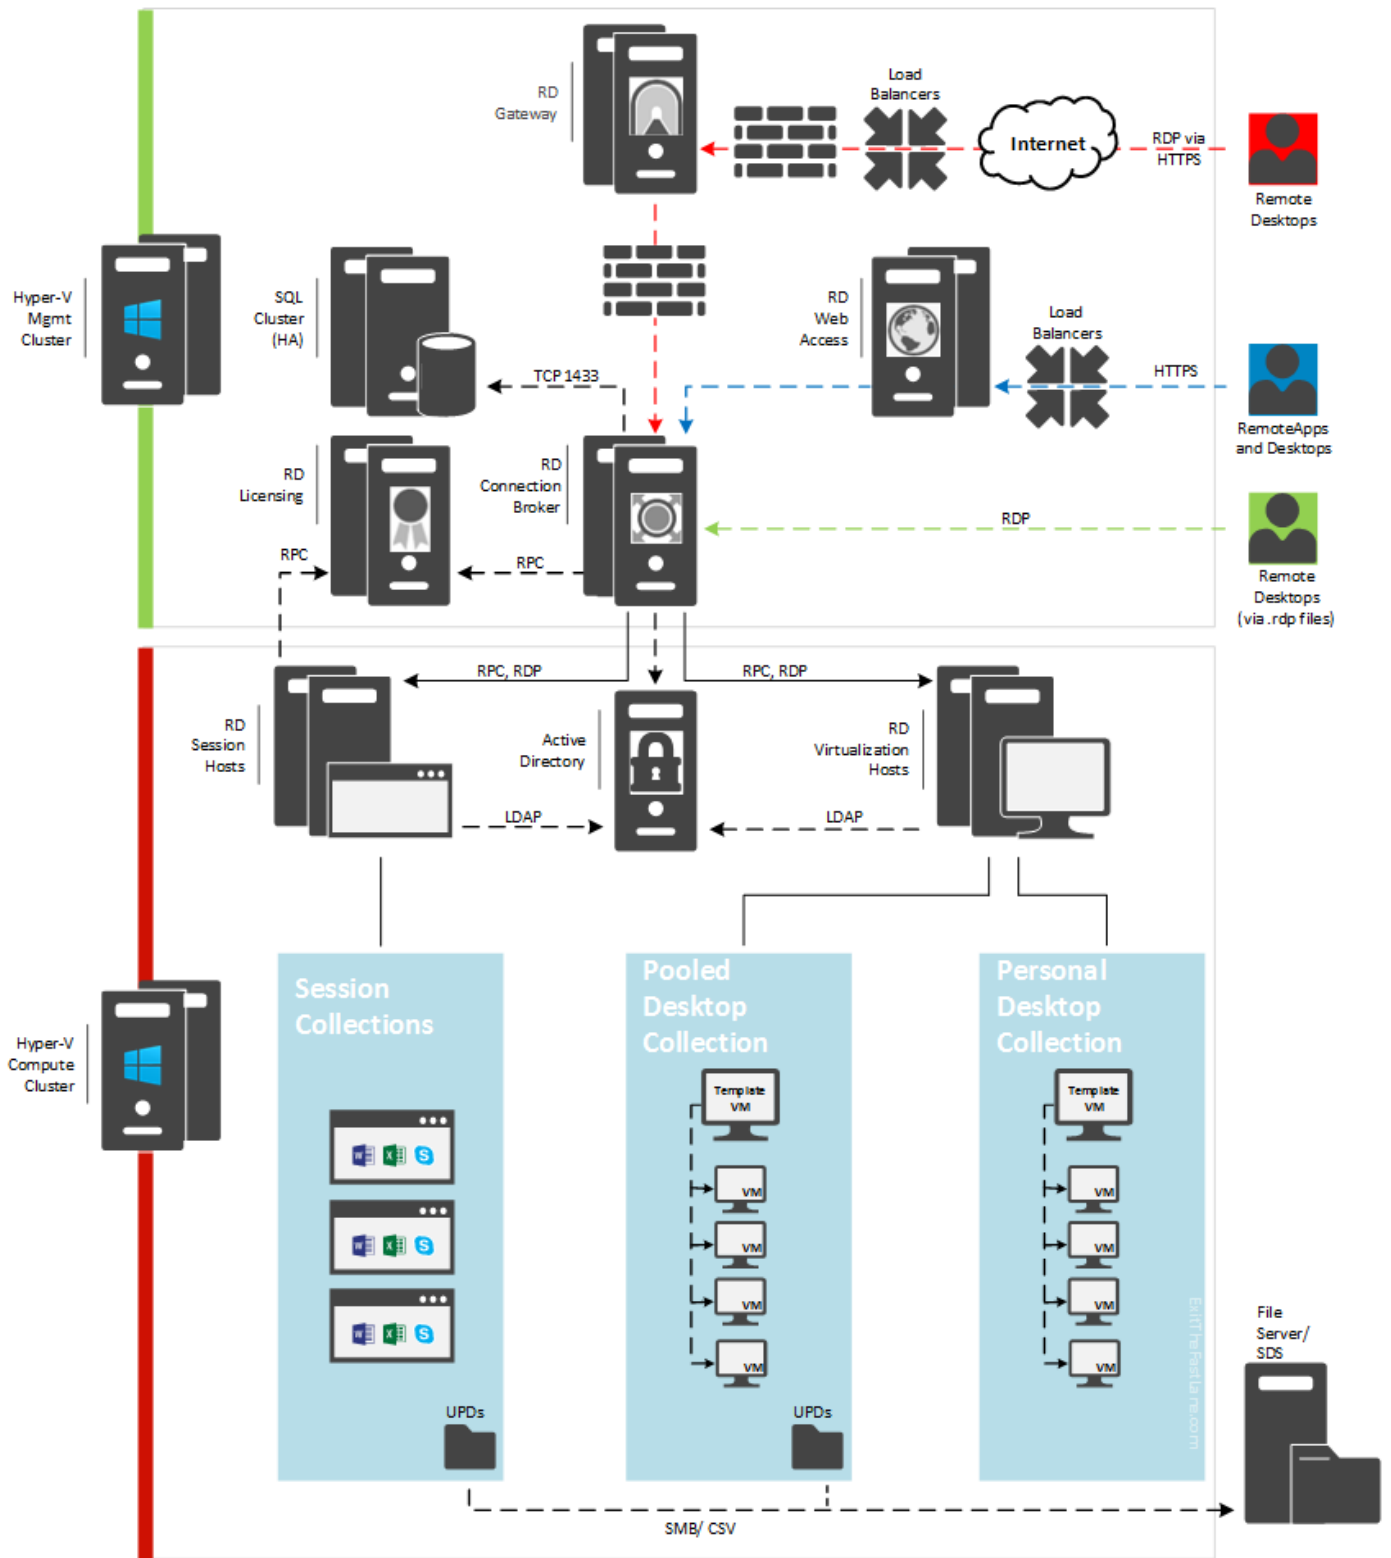 RD
Gateway
Load
Balancers
Internet
RDP via
HTTPS
Remote
Desktops
Hyper-V
Mgmt
Cluster
SQL
Cluster
(HA)
RD
Web
Access
Load
Balancers
HTTPS
RemoteApps
and Desktops
TCP 1433
RD
Licensing
RD
Connection
Broker
RDP
Remote
Desktops
(via .rdp files)
RPC
RPC
RPC, RDP
RPC, RDP
RD
Session
Hosts
Active
Directory
RD
Virtualization
Hosts
LDAP
LDAP
Hyper-V
Compute
Cluster
Session
Collections
Pooled
Desktop
Collection
Template
VM
VM
VM
VM
VM
Personal
Desktop
Collection
Template
VM
VM
VM
VM
VM
UPDs
UPDs
ExitTheFastLane.com
File
Server/
SDS
SMB/ CSV